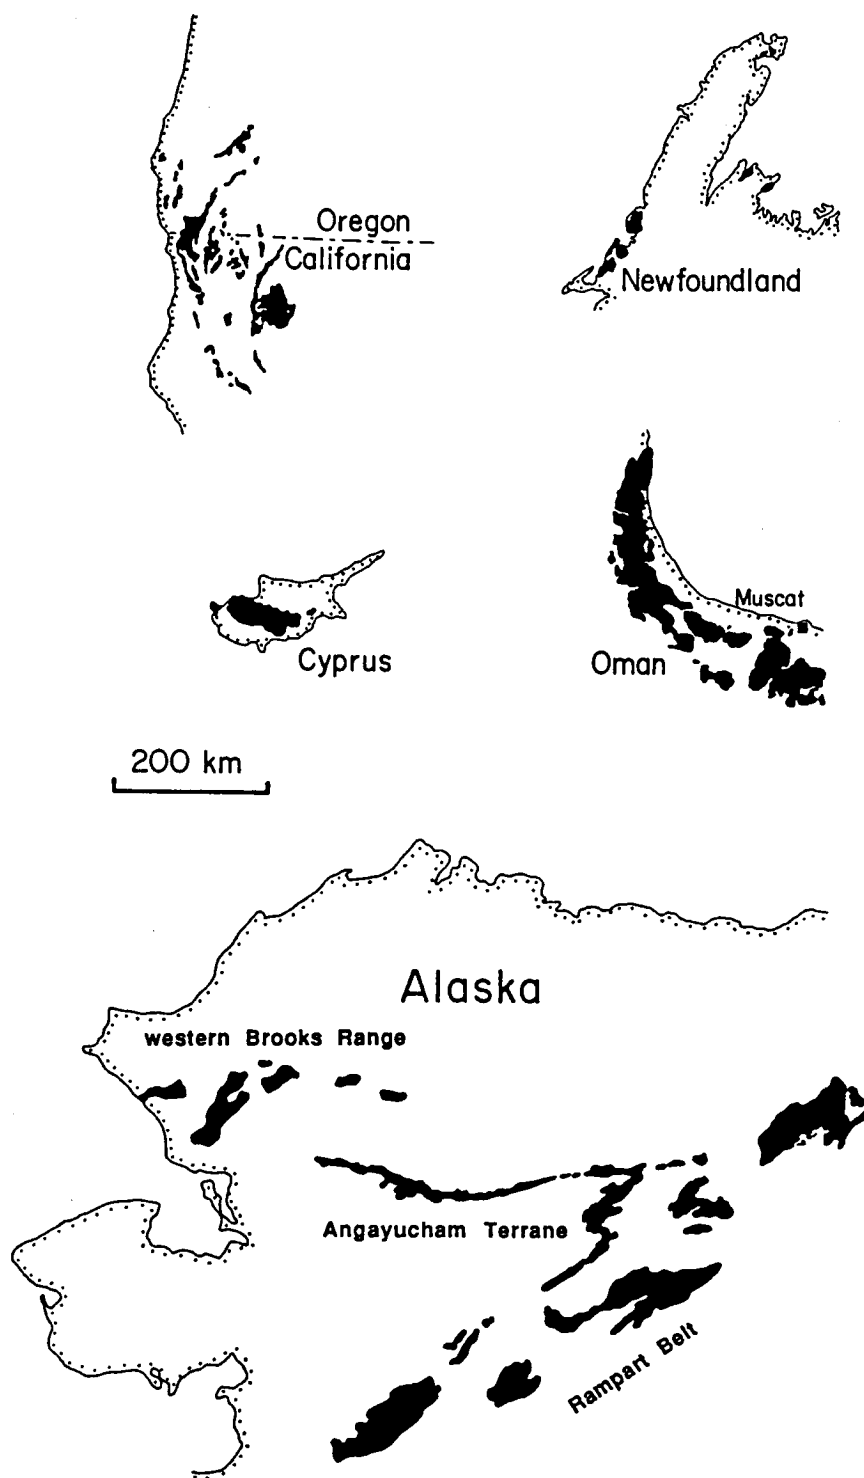 Oregon
California
Newfoundland
Muscat
Cyprus
Oman
200 km
Alaska
western Brooks Range
Angayucham Terrane
Rampart Belt